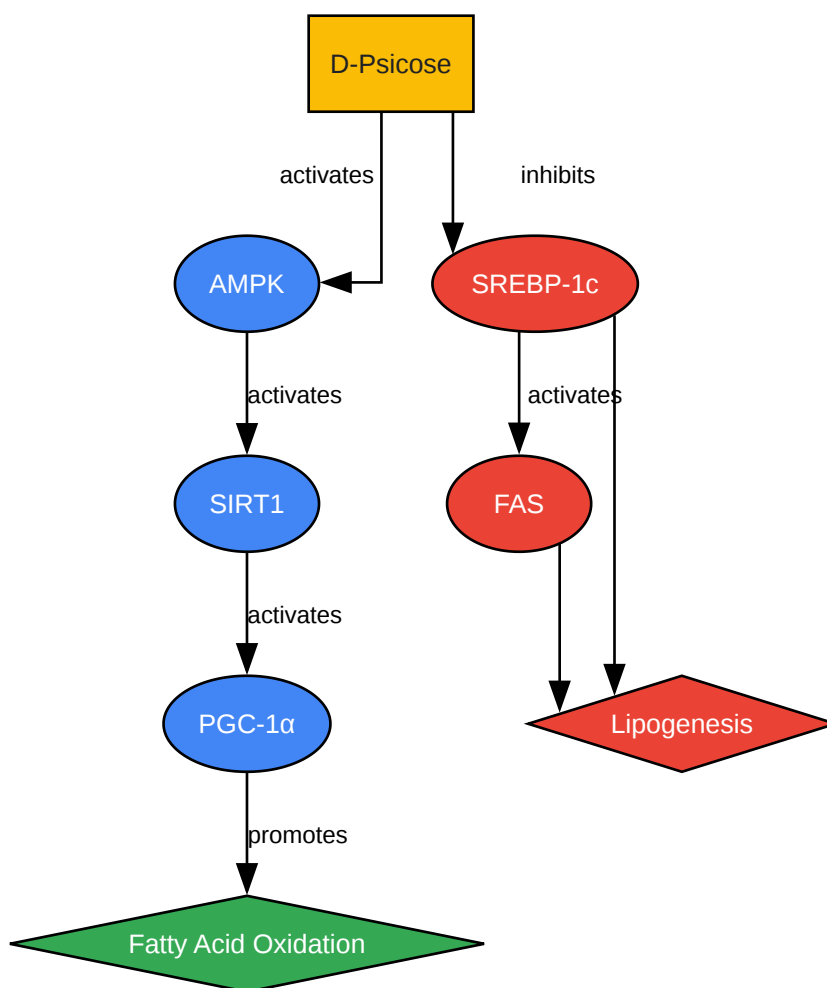 D-Psicose
activates
inhibits
AMPK
SREBP-1c
activates
activates
SIRT1
FAS
activates
PGC-1α
Lipogenesis
promotes
Fatty Acid Oxidation